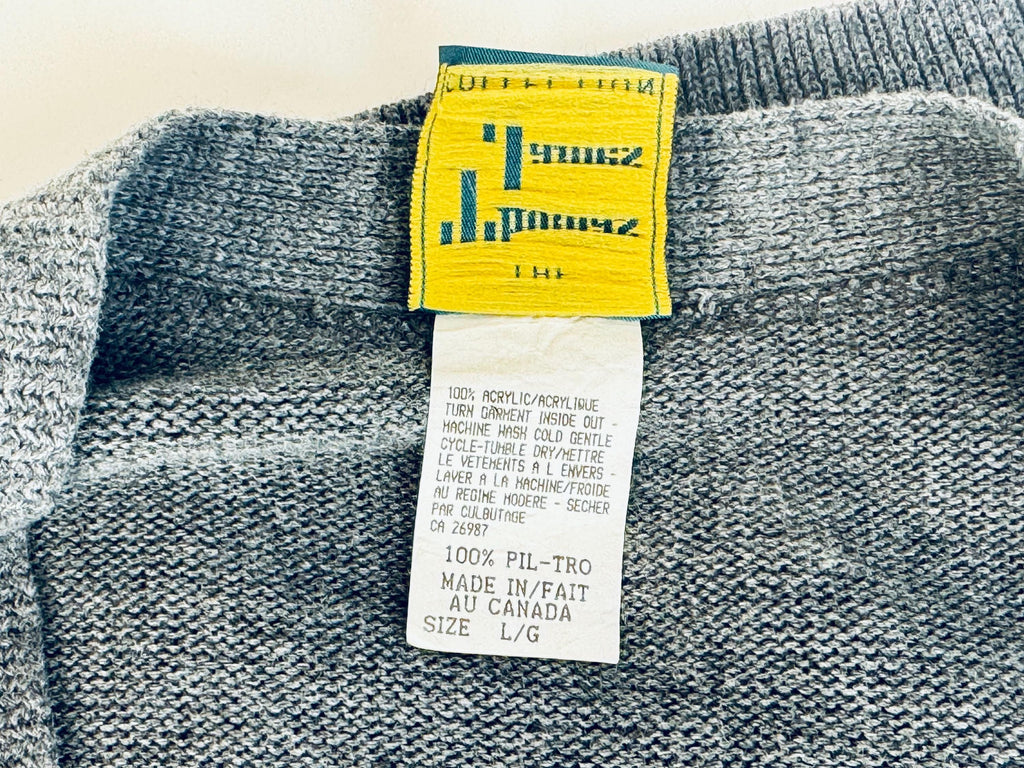 100% ACRYLIC/ACRYLIQUE
TURN GARMENT INSIDE OUT -
MACHINE WASH COLD GENTLE
CYCLE-TUMBLE DRY/METTRE
LE VETEMENTS A L ENVERS -
LAVER A LA MACHINE/FROIDE
AU REGIME MODERE - SECHER
PAR CULBUTAGE
CA 26987
100% PIL-TRO
MADE IN/FAIT
AU CANADA
SIZE L/G